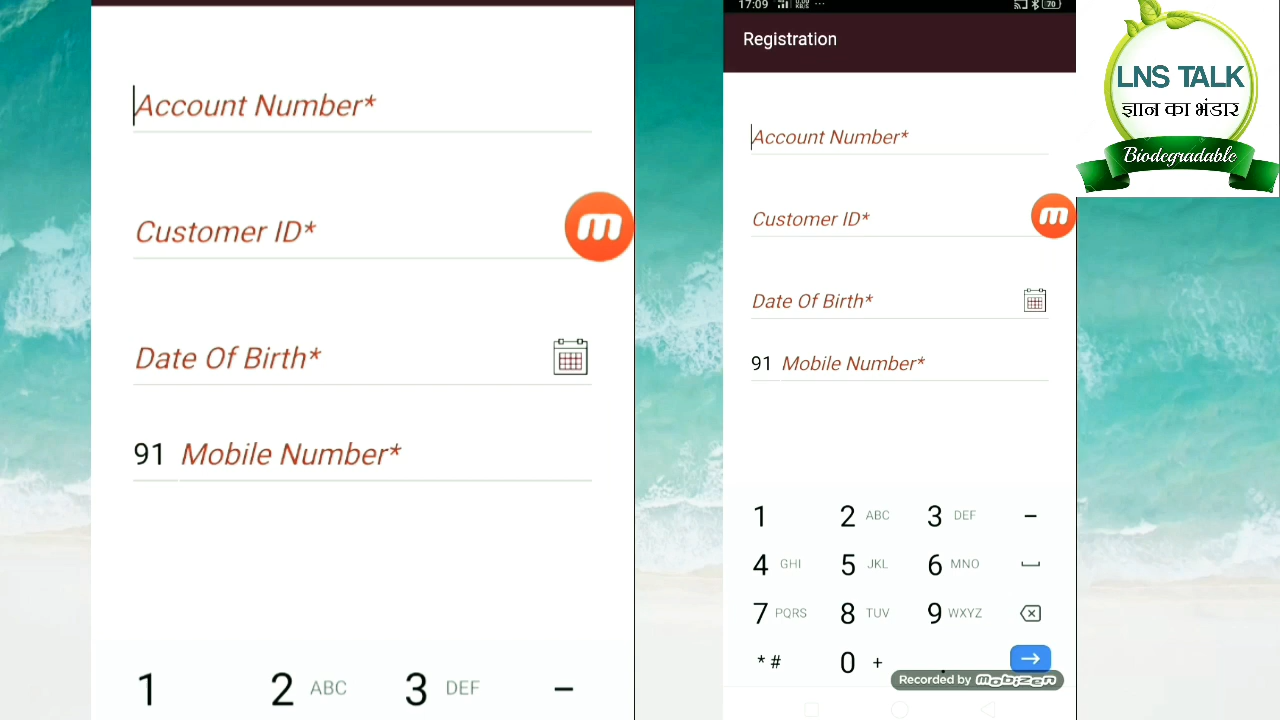 Account Number*
Customer ID*
Date Of Birth*
91 Mobile Number*
1 2 ABC 3 DEF -
17:09 70
Registration
Account Number*
Customer ID*
Date Of Birth*
91 Mobile Number*
1 2 ABC 3 DEF -
4 GHI 5 JKL 6 MNO
7 PQRS 8 TUV 9 WXYZ
* # 0 + .
Recorded by mobizen
m
m
LNS TALK
ज्ञान का भंडार
Biodegradable